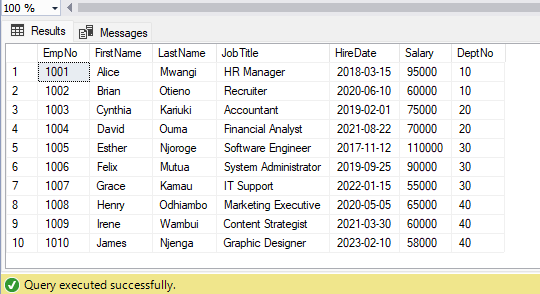 100 %
Results Messages
EmpNo FirstName LastName JobTitle HireDate Salary DeptNo
1 1001 Alice Mwangi HR Manager 2018-03-15 95000 10
2 1002 Brian Otieno Recruiter 2020-06-10 60000 10
3 1003 Cynthia Kariuki Accountant 2019-02-01 75000 20
4 1004 David Ouma Financial Analyst 2021-08-22 70000 20
5 1005 Esther Njoroge Software Engineer 2017-11-12 110000 30
6 1006 Felix Mutua System Administrator 2019-09-25 90000 30
7 1007 Grace Kamau IT Support 2022-01-15 55000 30
8 1008 Henry Odhiambo Marketing Executive 2020-05-05 65000 40
9 1009 Irene Wambui Content Strategist 2021-03-30 60000 40
10 1010 James Njenga Graphic Designer 2023-02-10 58000 40
Query executed successfully.